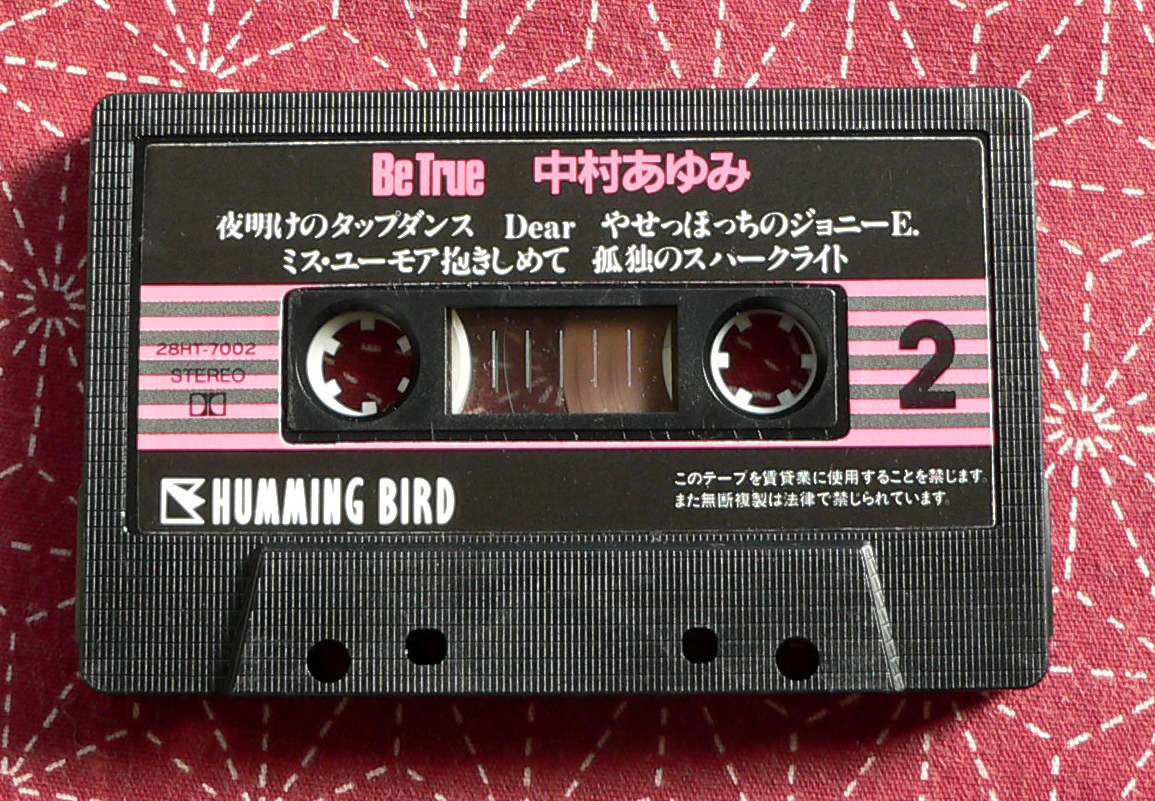 Be True 中村あゆみ
夜明けのタップダンス Dear やせっぽっちのジョニーE.
ミス・ユーモア抱きしめて 孤独のスパークライト
28HT-7002
STEREO
2
HUMMING BIRD
このテープを賃貸業に使用することを禁じます。
また無断複製は法律で禁じられています。